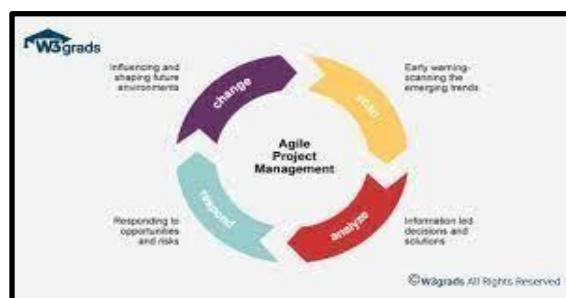 W3grads
Influencing and
shaping future
environments
change
Early warning-
scanning the
emerging trends
scan
Agile
Project
Management
respond
Responding to
opportunities
and risks
analyze
Information led
decisions and
solutions
©W3grads All Rights Reserved